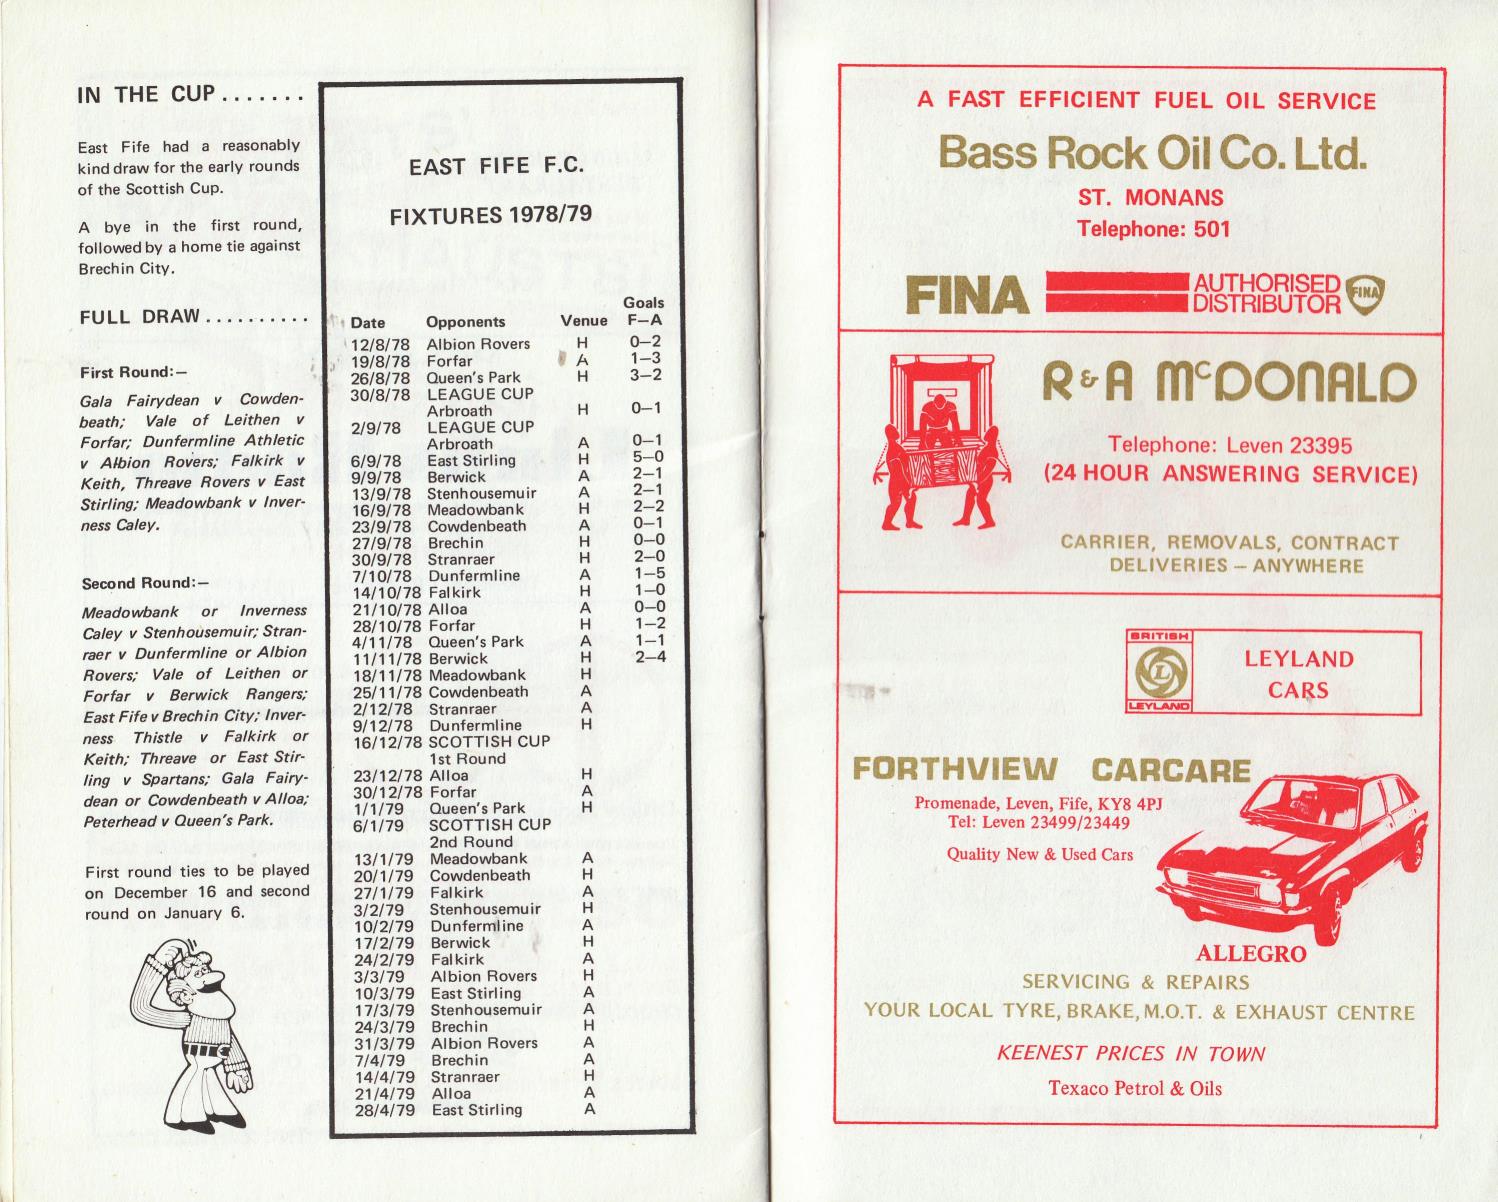 IN THE CUP.......
East Fife had a reasonably
kind draw for the early rounds
of the Scottish Cup.
A bye in the first round,
followed by a home tie against
Brechin City.
FULL DRAW..........
First Round:—
Gala Fairydean v Cowden-
beath; Vale of Leithen v
Forfar; Dunfermline Athletic
v Albion Rovers; Falkirk v
Keith, Threave Rovers v East
Stirling; Meadowbank v Inver-
ness Caley.
Second Round:—
Meadowbank or Inverness
Caley v Stenhousemuir; Stran-
raer v Dunfermline or Albion
Rovers; Vale of Leithen or
Forfar v Berwick Rangers;
East Fife v Brechin City; Inver-
ness Thistle v Falkirk or
Keith; Threave or East Stir-
ling v Spartans; Gala Fairy-
dean or Cowdenbeath v Alloa;
Peterhead v Queen's Park.
First round ties to be played
on December 16 and second
round on January 6.
EAST FIFE F.C.
FIXTURES 1978/79
Goals
Date Opponents Venue F—A
12/8/78 Albion Rovers H 0—2
19/8/78 Forfar A 1—3
26/8/78 Queen's Park H 3—2
30/8/78 LEAGUE CUP
Arbroath H 0—1
2/9/78 LEAGUE CUP
Arbroath A 0—1
6/9/78 East Stirling H 5—0
9/9/78 Berwick A 2—1
13/9/78 Stenhousemuir A 2—1
16/9/78 Meadowbank H 2—2
23/9/78 Cowdenbeath A 0—1
27/9/78 Brechin H 0—0
30/9/78 Stranraer H 2—0
7/10/78 Dunfermline A 1—5
14/10/78 Falkirk H 1—0
21/10/78 Alloa A 0—0
28/10/78 Forfar H 1—2
4/11/78 Queen's Park A 1—1
11/11/78 Berwick H 2—4
18/11/78 Meadowbank H
25/11/78 Cowdenbeath A
2/12/78 Stranraer A
9/12/78 Dunfermline H
16/12/78 SCOTTISH CUP
1st Round
23/12/78 Alloa H
30/12/78 Forfar A
1/1/79 Queen's Park H
6/1/79 SCOTTISH CUP
2nd Round
13/1/79 Meadowbank A
20/1/79 Cowdenbeath H
27/1/79 Falkirk A
3/2/79 Stenhousemuir H
10/2/79 Dunfermline A
17/2/79 Berwick H
24/2/79 Falkirk A
3/3/79 Albion Rovers H
10/3/79 East Stirling A
17/3/79 Stenhousemuir A
24/3/79 Brechin H
31/3/79 Albion Rovers A
7/4/79 Brechin A
14/4/79 Stranraer H
21/4/79 Alloa A
28/4/79 East Stirling A
A FAST EFFICIENT FUEL OIL SERVICE
Bass Rock Oil Co. Ltd.
ST. MONANS
Telephone: 501
FINA AUTHORISED DISTRIBUTOR FINA
R & A McDONALD
Telephone: Leven 23395
(24 HOUR ANSWERING SERVICE)
CARRIER, REMOVALS, CONTRACT
DELIVERIES — ANYWHERE
BRITISH
L
LEYLAND
LEYLAND
CARS
FORTHVIEW CARCARE
Promenade, Leven, Fife, KY8 4PJ
Tel: Leven 23499/23449
Quality New & Used Cars
ALLEGRO
SERVICING & REPAIRS
YOUR LOCAL TYRE, BRAKE, M.O.T. & EXHAUST CENTRE
KEENEST PRICES IN TOWN
Texaco Petrol & Oils